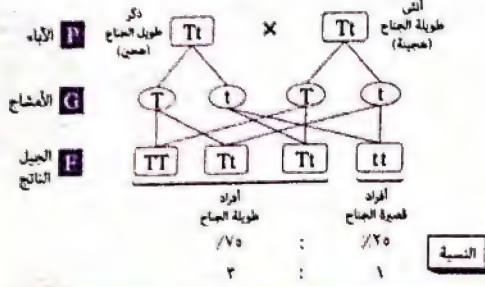 P الآباء
ذكر
طويل الجناح
(هجين)
Tt
×
Tt
أنثى
طويلة الجناح
(هجينة)
G الأمشاج
T t T t
F الجيل
الناتج
TT Tt Tt tt
أفراد
طويلة الجناح
أفراد
قصيرة الجناح
النسبة
٪٧٥ : ٪٢٥
٣ : ١